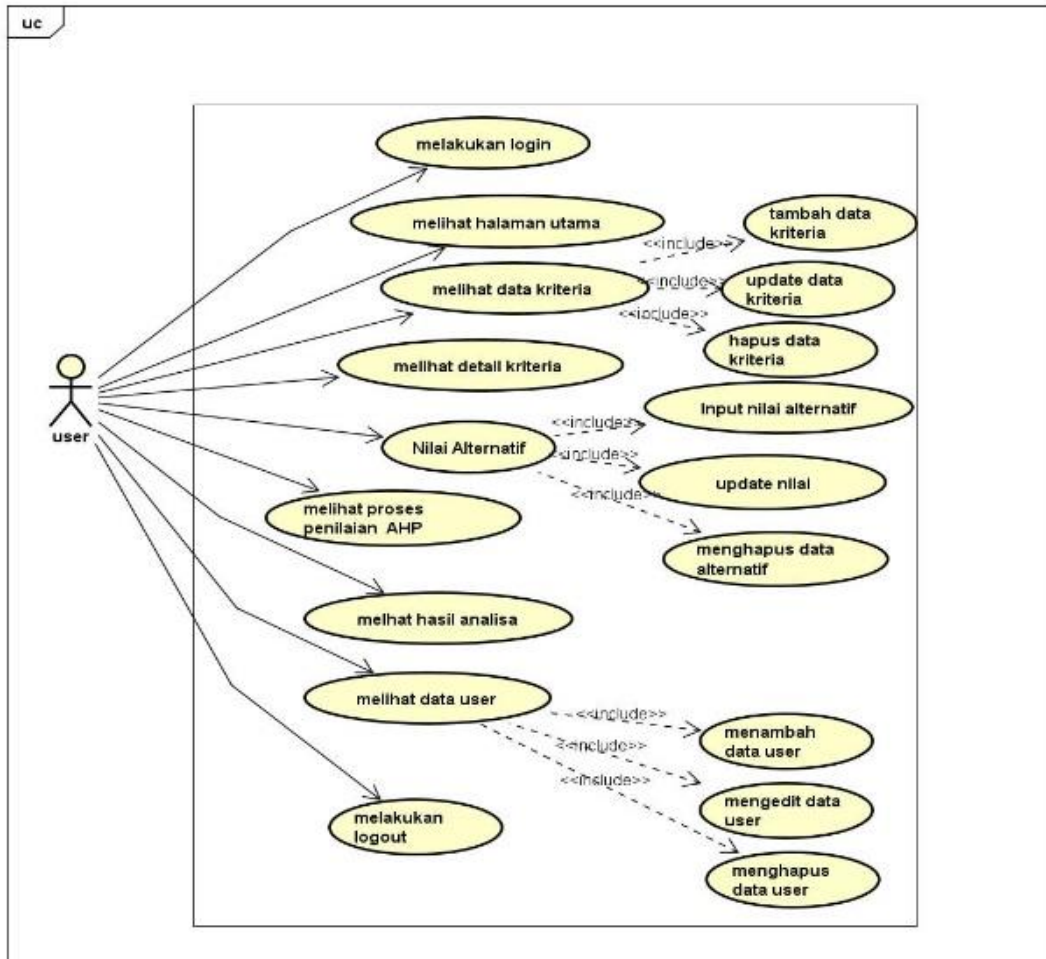 uc
melakukan login
melihat halaman utama
tambah data
kriteria
<<include>>
melihat data kriteria
<<include>>
update data
kriteria
<<include>>
hapus data
kriteria
melihat detail kriteria
user
Input nilai alternatif
<<include>>
Nilai Alternatif
<<include>>
update nilai
<<include>>
melihat proses
penilaian AHP
menghapus data
alternatif
melhat hasil analisa
melihat data user
<<include>>
menambah
data user
<<include>>
<<include>>
mengedit data
user
melakukan
logout
menghapus
data user